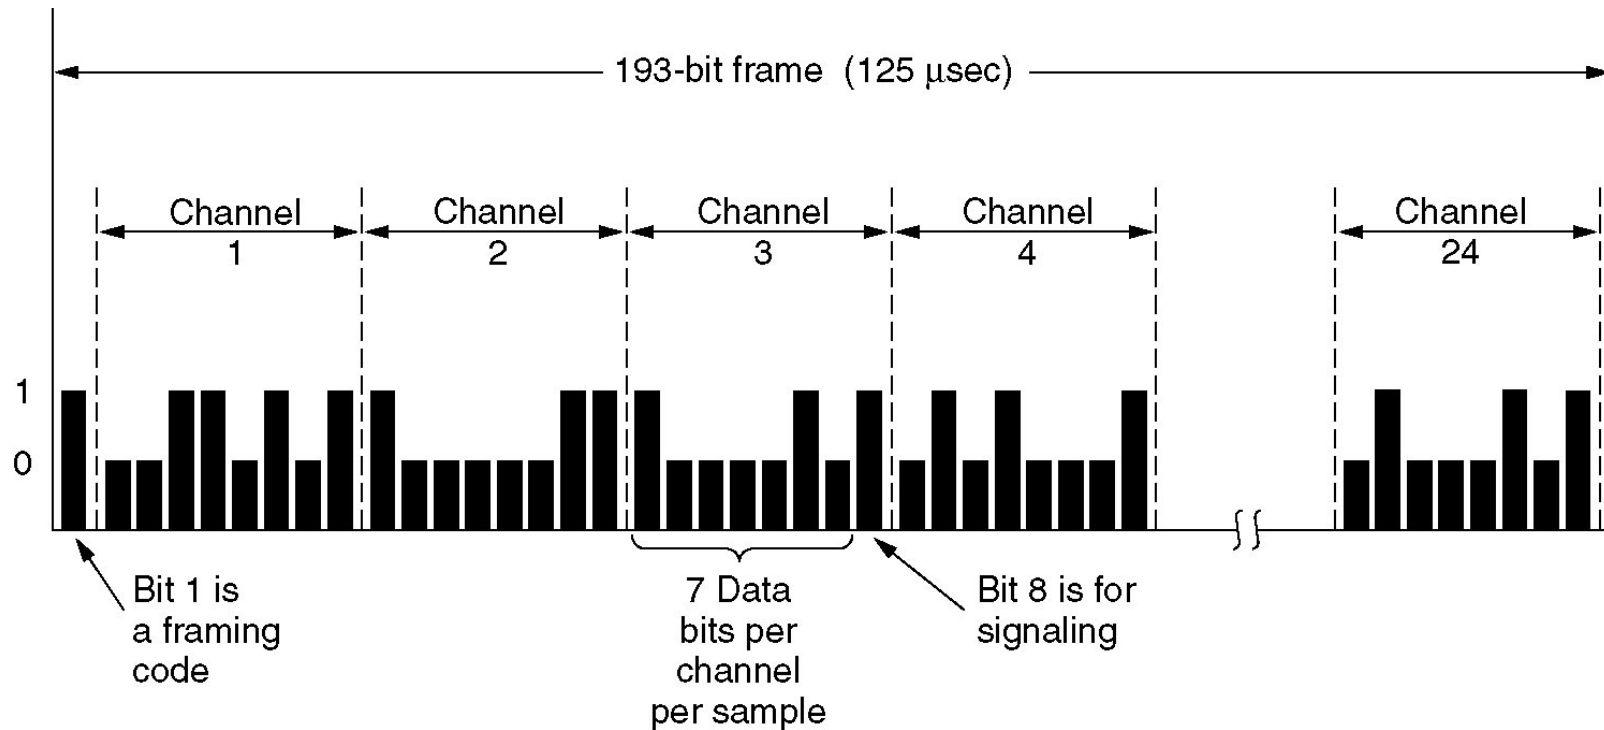 193-bit frame (125 μsec)
Channel
1
Channel
2
Channel
3
Channel
4
Channel
24
1
0
Bit 1 is
a framing
code
7 Data
bits per
channel
per sample
Bit 8 is for
signaling